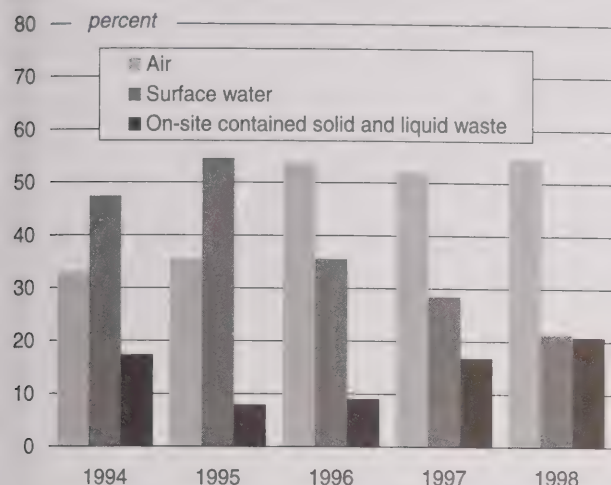 percent
80
Air
70
Surface water
60
On-site contained solid and liquid waste
50
40
30
20
10
0
1994 1995 1996 1997 1998